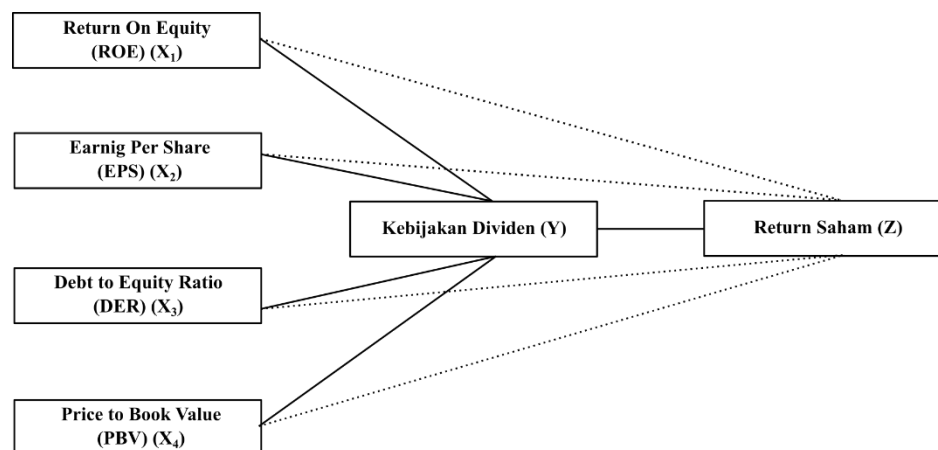 Return On Equity
(ROE) (X₁)
Earnig Per Share
(EPS) (X₂)
Kebijakan Dividen (Y)
Return Saham (Z)
Debt to Equity Ratio
(DER) (X₃)
Price to Book Value
(PBV) (X₄)